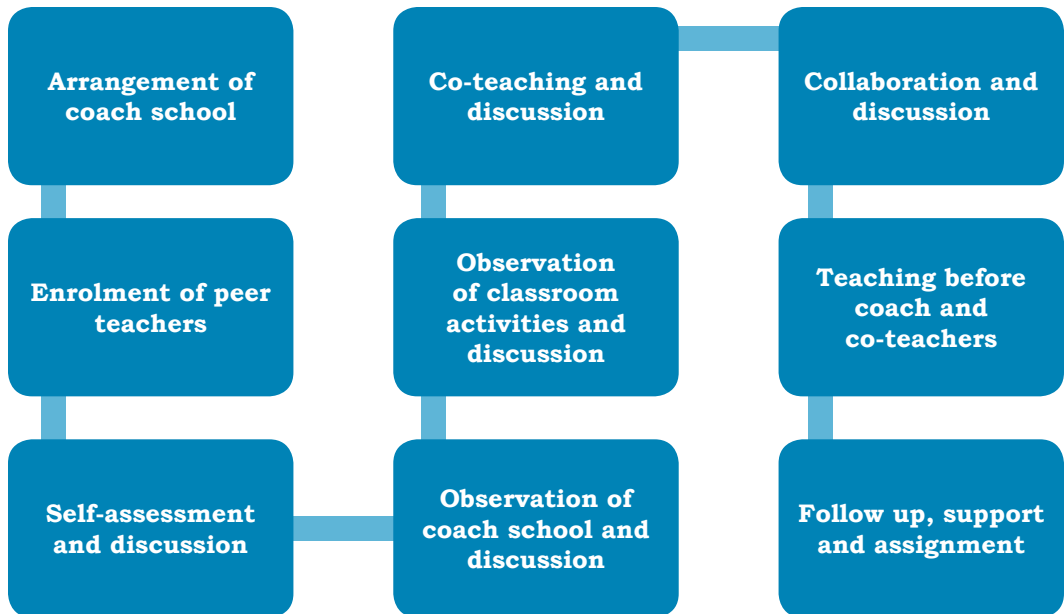 Arrangement of
coach school
Enrolment of peer
teachers
Self-assessment
and discussion
Observation of
coach school and
discussion
Observation
of classroom
activities and
discussion
Co-teaching and
discussion
Collaboration and
discussion
Teaching before
coach and
co-teachers
Follow up, support
and assignment